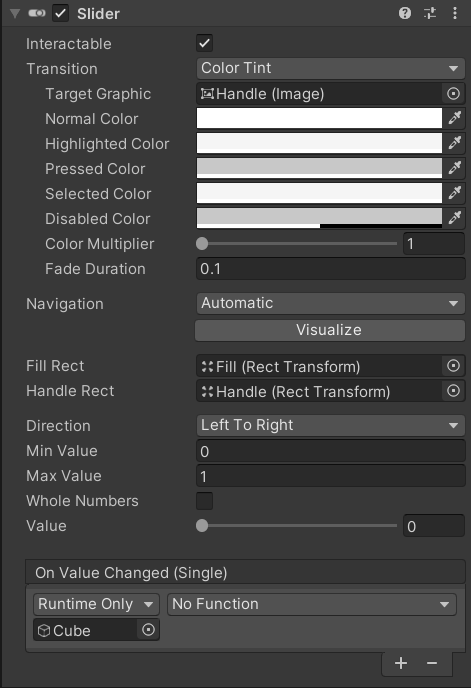 Slider
Interactable
Transition Color Tint
Target Graphic Handle (Image)
Normal Color
Highlighted Color
Pressed Color
Selected Color
Disabled Color
Color Multiplier 1
Fade Duration 0.1
Navigation Automatic
Visualize
Fill Rect Fill (Rect Transform)
Handle Rect Handle (Rect Transform)
Direction Left To Right
Min Value 0
Max Value 1
Whole Numbers
Value 0
On Value Changed (Single)
Runtime Only No Function
Cube